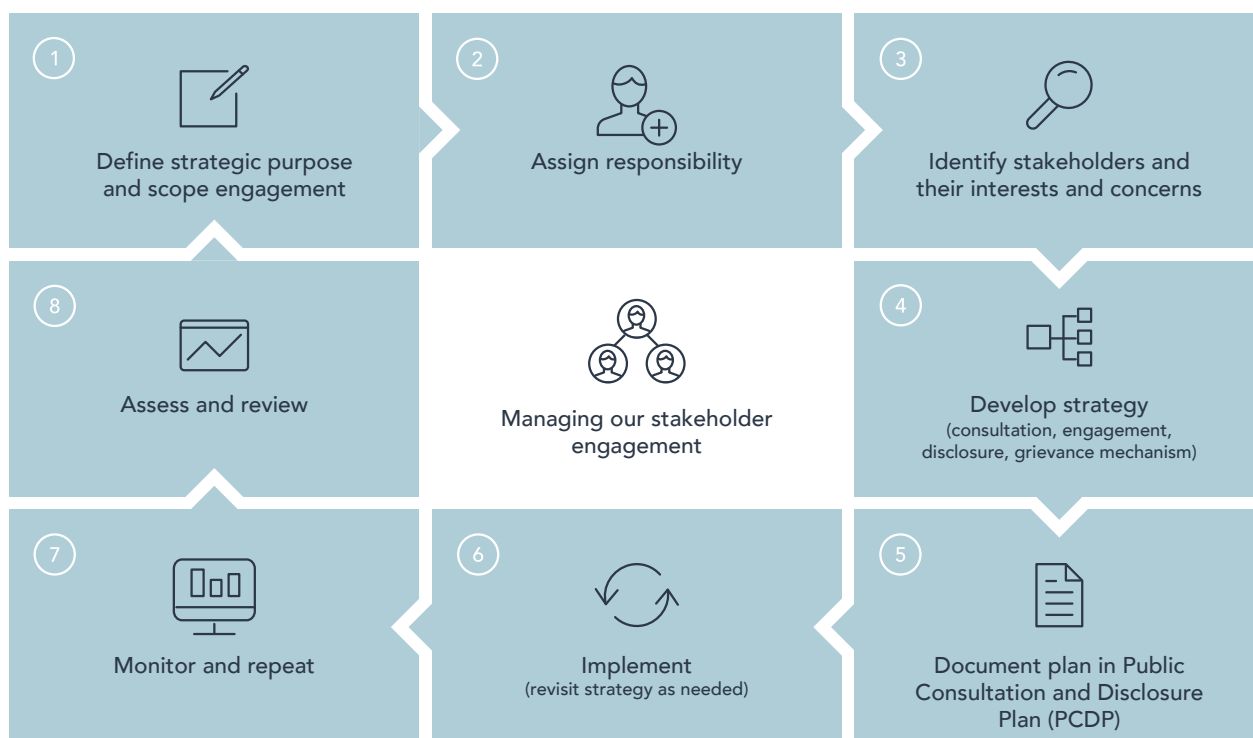 1
Define strategic purpose
and scope engagement
2
Assign responsibility
3
Identify stakeholders and
their interests and concerns
8
Assess and review
Managing our stakeholder
engagement
4
Develop strategy
(consultation, engagement,
disclosure, grievance mechanism)
7
Monitor and repeat
6
Implement
(revisit strategy as needed)
5
Document plan in Public
Consultation and Disclosure
Plan (PCDP)